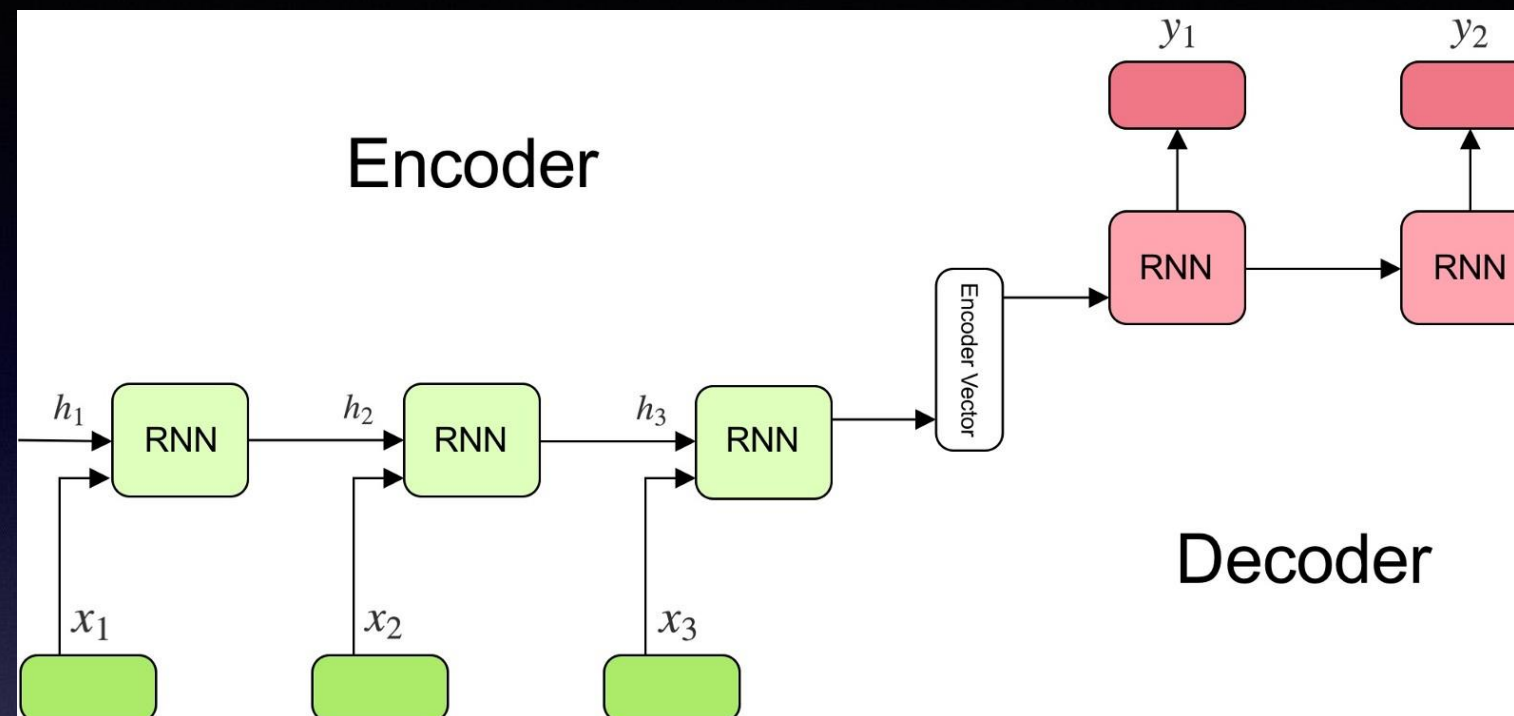 y₁ y₂
Encoder
RNN RNN
Encoder Vector
h₁ RNN h₂ RNN h₃ RNN
Decoder
x₁ x₂ x₃